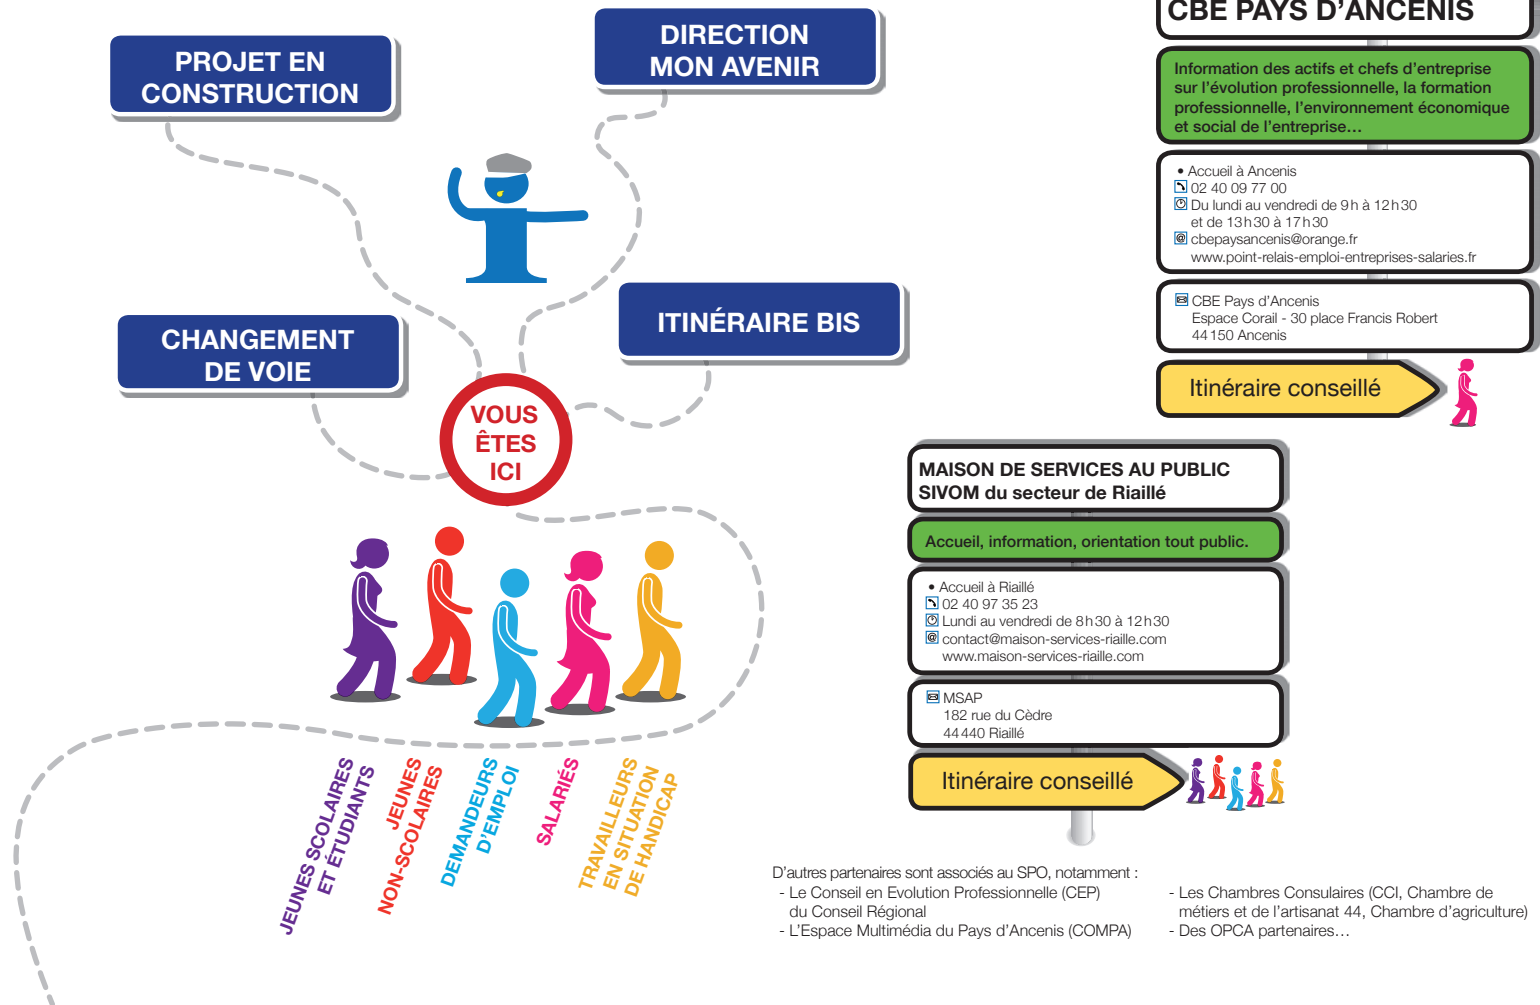 PROJET EN
CONSTRUCTION
DIRECTION
MON AVENIR
CHANGEMENT
DE VOIE
ITINÉRAIRE BIS
VOUS
ÊTES
ICI
JEUNES SCOLAIRES
ET ÉTUDIANTS
JEUNES
NON-SCOLAIRES
DEMANDEURS
D'EMPLOI
SALARIÉS
TRAVAILLEURS
EN SITUATION
DE HANDICAP
CBE PAYS D'ANCENIS
Information des actifs et chefs d'entreprise
sur l'évolution professionnelle, la formation
professionnelle, l'environnement économique
et social de l'entreprise…
• Accueil à Ancenis
02 40 09 77 00
Du lundi au vendredi de 9h à 12h30
et de 13h30 à 17h30
cbepaysancenis@orange.fr
www.point-relais-emploi-entreprises-salaries.fr
CBE Pays d'Ancenis
Espace Corail - 30 place Francis Robert
44150 Ancenis
Itinéraire conseillé
MAISON DE SERVICES AU PUBLIC
SIVOM du secteur de Riaillé
Accueil, information, orientation tout public.
• Accueil à Riaillé
02 40 97 35 23
Lundi au vendredi de 8h30 à 12h30
contact@maison-services-riaille.com
www.maison-services-riaille.com
MSAP
182 rue du Cèdre
44440 Riaillé
Itinéraire conseillé
D'autres partenaires sont associés au SPO, notamment :
- Le Conseil en Evolution Professionnelle (CEP)
du Conseil Régional
- L'Espace Multimédia du Pays d'Ancenis (COMPA)
- Les Chambres Consulaires (CCI, Chambre de
métiers et de l'artisanat 44, Chambre d'agriculture)
- Des OPCA partenaires…